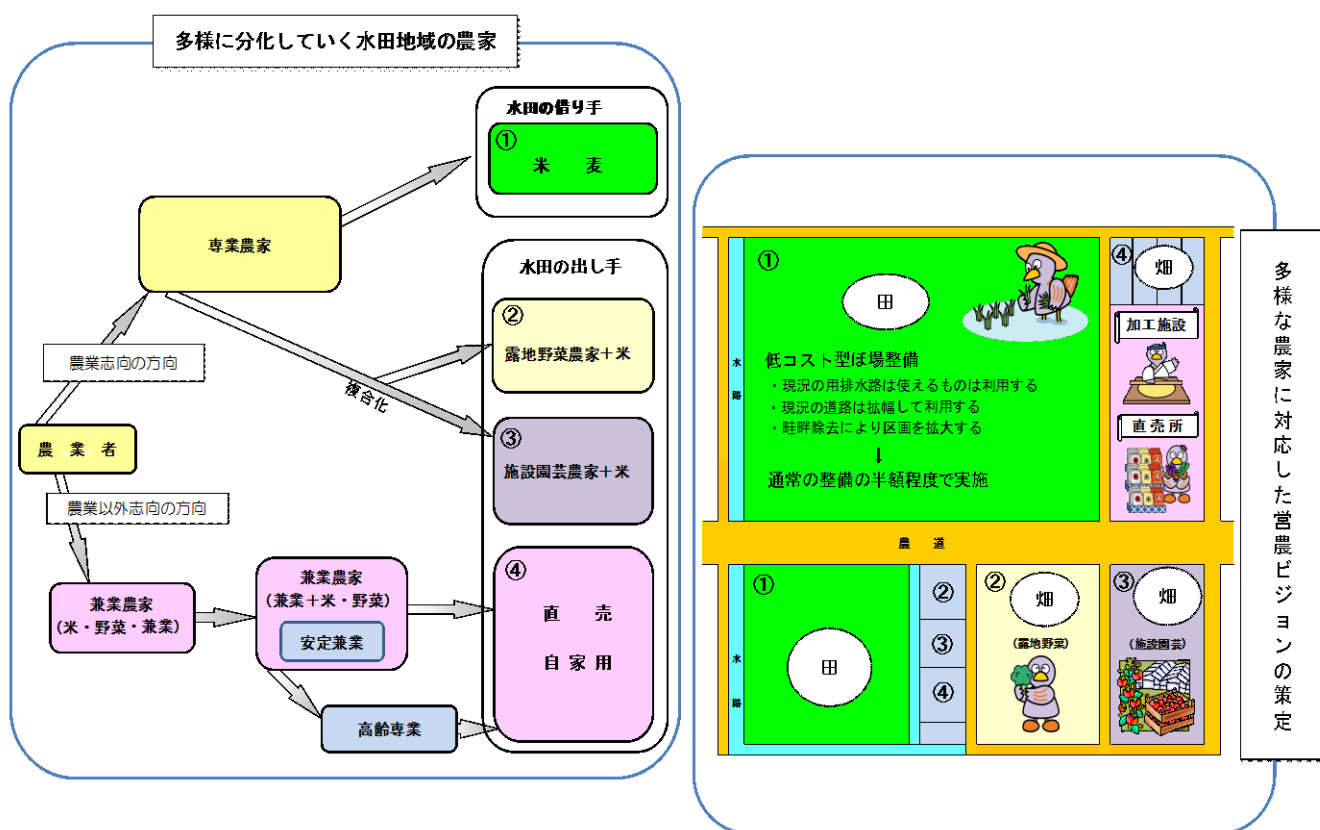 多様に分化していく水田地域の農家
水田の借り手
①
米 麦
専業農家
水田の出し手
②
露地野菜農家＋米
農業志向の方向
複合化
③
施設園芸農家＋米
農 業 者
農業以外志向の方向
④
直 売
自 家 用
兼業農家
(米・野菜・兼業)
兼業農家
(兼業＋米・野菜)
安定兼業
高齢専業
多様な農家に対応した営農ビジョンの策定
水路
①
田
低コスト型ほ場整備
・現況の用排水路は使えるものは利用する
・現況の道路は拡幅して利用する
・畦畔除去により区画を拡大する
↓
通常の整備の半額程度で実施
④
畑
加工施設
直売所
米
農 道
水路
①
田
②
③
④
②
畑
(露地野菜)
③
畑
(施設園芸)